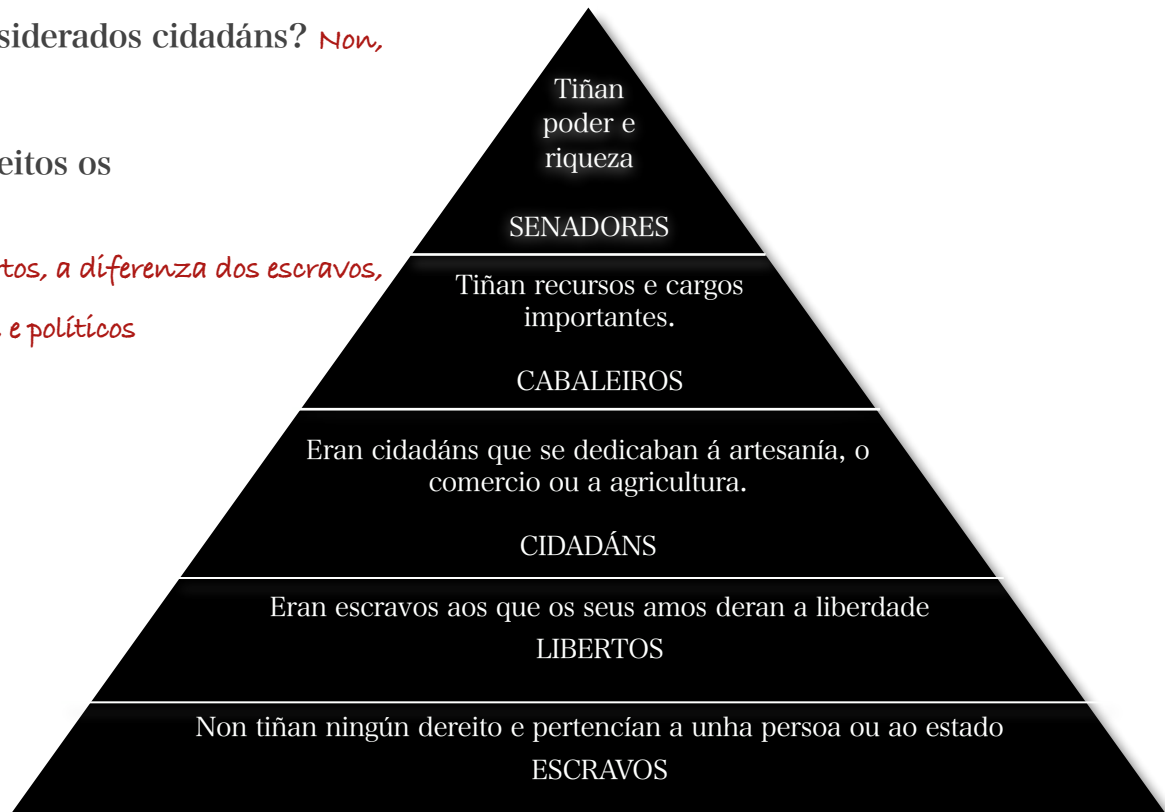 siderados cidadáns? Non,
eitos os
tos, a diferenza dos escravos,
e políticos
Tiñan
poder e
riqueza
SENADORES
Tiñan recursos e cargos
importantes.
CABALEIROS
Eran cidadáns que se dedicaban á artesanía, o
comercio ou a agricultura.
CIDADÁNS
Eran escravos aos que os seus amos deran a liberdade
LIBERTOS
Non tiñan ningún dereito e pertencían a unha persoa ou ao estado
ESCRAVOS